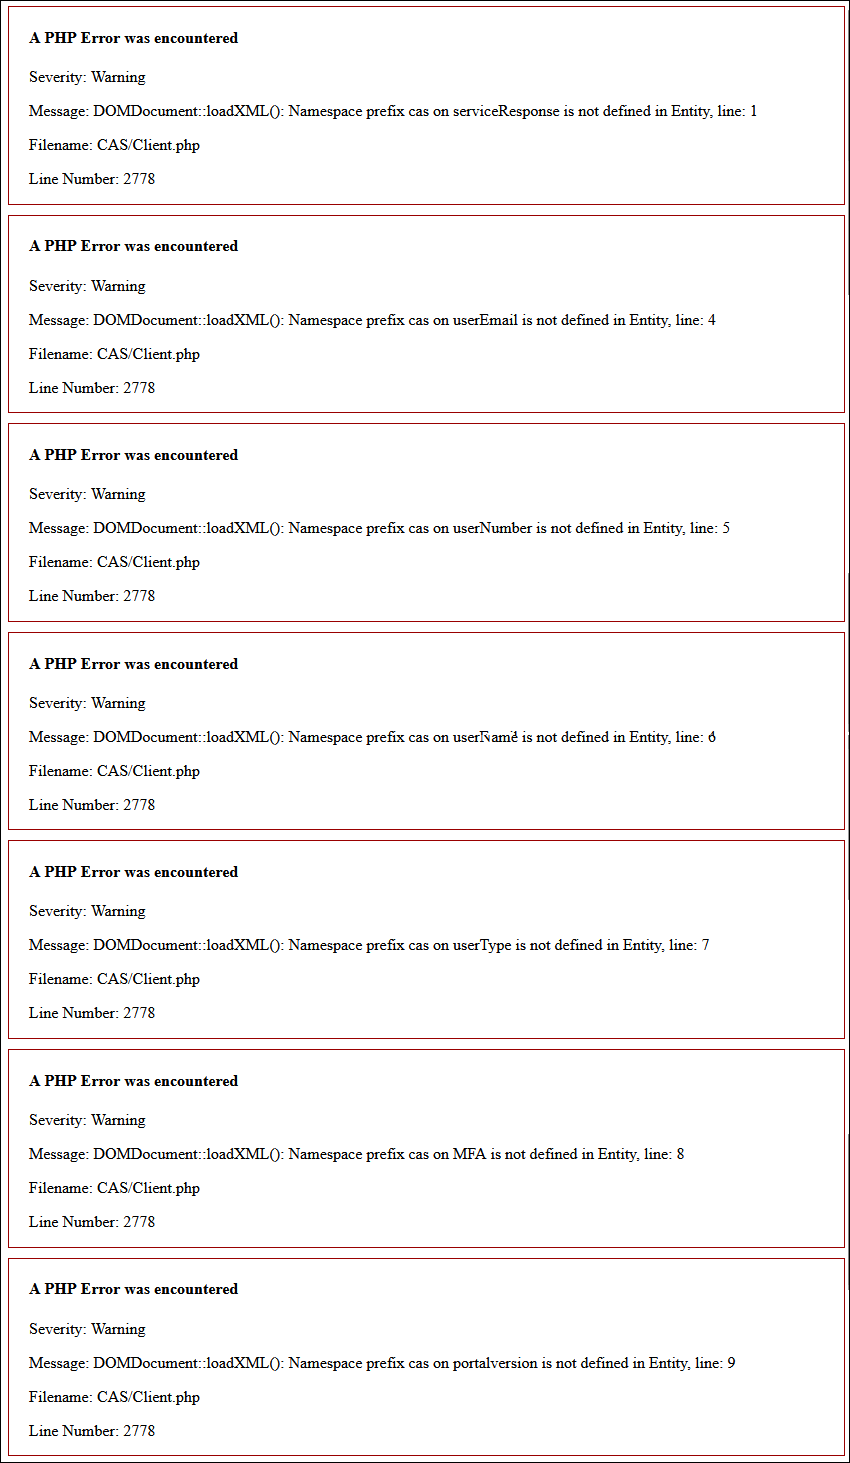 A PHP Error was encountered
Severity: Warning
Message: DOMDocument::loadXML(): Namespace prefix cas on serviceResponse is not defined in Entity, line: 1
Filename: CAS/Client.php
Line Number: 2778
A PHP Error was encountered
Severity: Warning
Message: DOMDocument::loadXML(): Namespace prefix cas on userEmail is not defined in Entity, line: 4
Filename: CAS/Client.php
Line Number: 2778
A PHP Error was encountered
Severity: Warning
Message: DOMDocument::loadXML(): Namespace prefix cas on userNumber is not defined in Entity, line: 5
Filename: CAS/Client.php
Line Number: 2778
A PHP Error was encountered
Severity: Warning
Message: DOMDocument::loadXML(): Namespace prefix cas on userName is not defined in Entity, line: 6
Filename: CAS/Client.php
Line Number: 2778
A PHP Error was encountered
Severity: Warning
Message: DOMDocument::loadXML(): Namespace prefix cas on userType is not defined in Entity, line: 7
Filename: CAS/Client.php
Line Number: 2778
A PHP Error was encountered
Severity: Warning
Message: DOMDocument::loadXML(): Namespace prefix cas on MFA is not defined in Entity, line: 8
Filename: CAS/Client.php
Line Number: 2778
A PHP Error was encountered
Severity: Warning
Message: DOMDocument::loadXML(): Namespace prefix cas on portalversion is not defined in Entity, line: 9
Filename: CAS/Client.php
Line Number: 2778